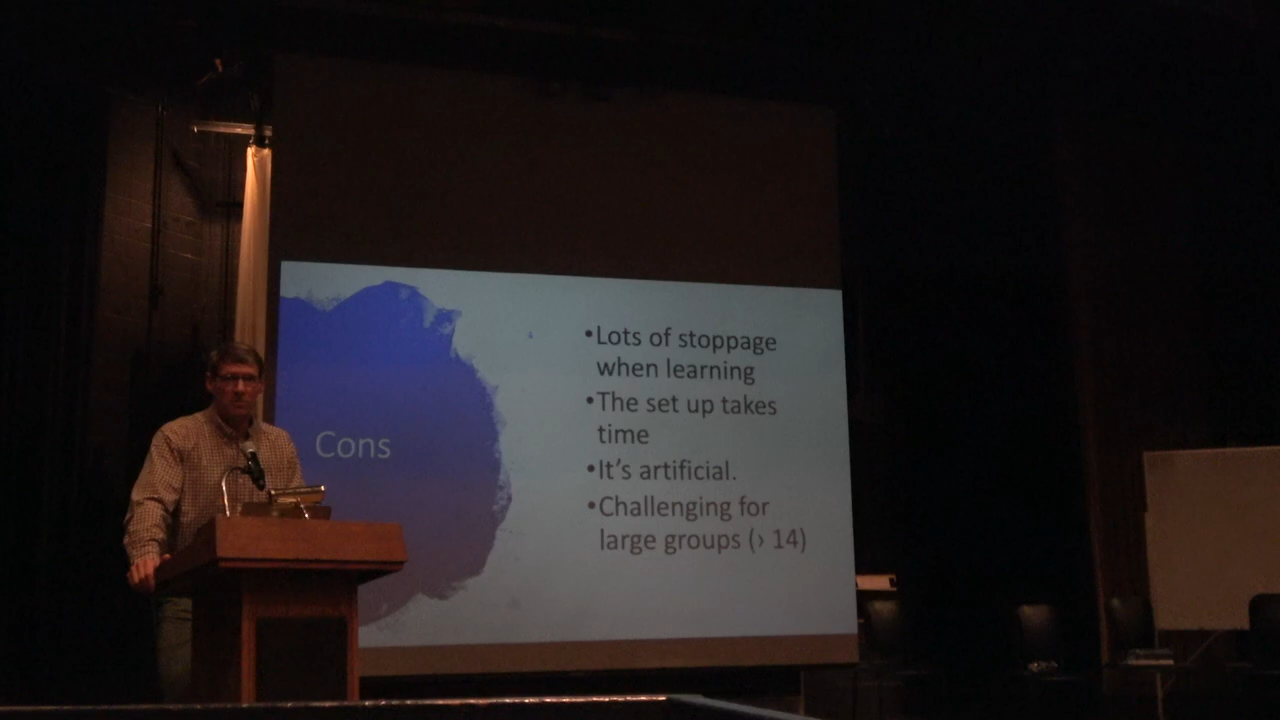 Cons
•Lots of stoppage
when learning
•The set up takes
time
•It's artificial.
•Challenging for
large groups (› 14)